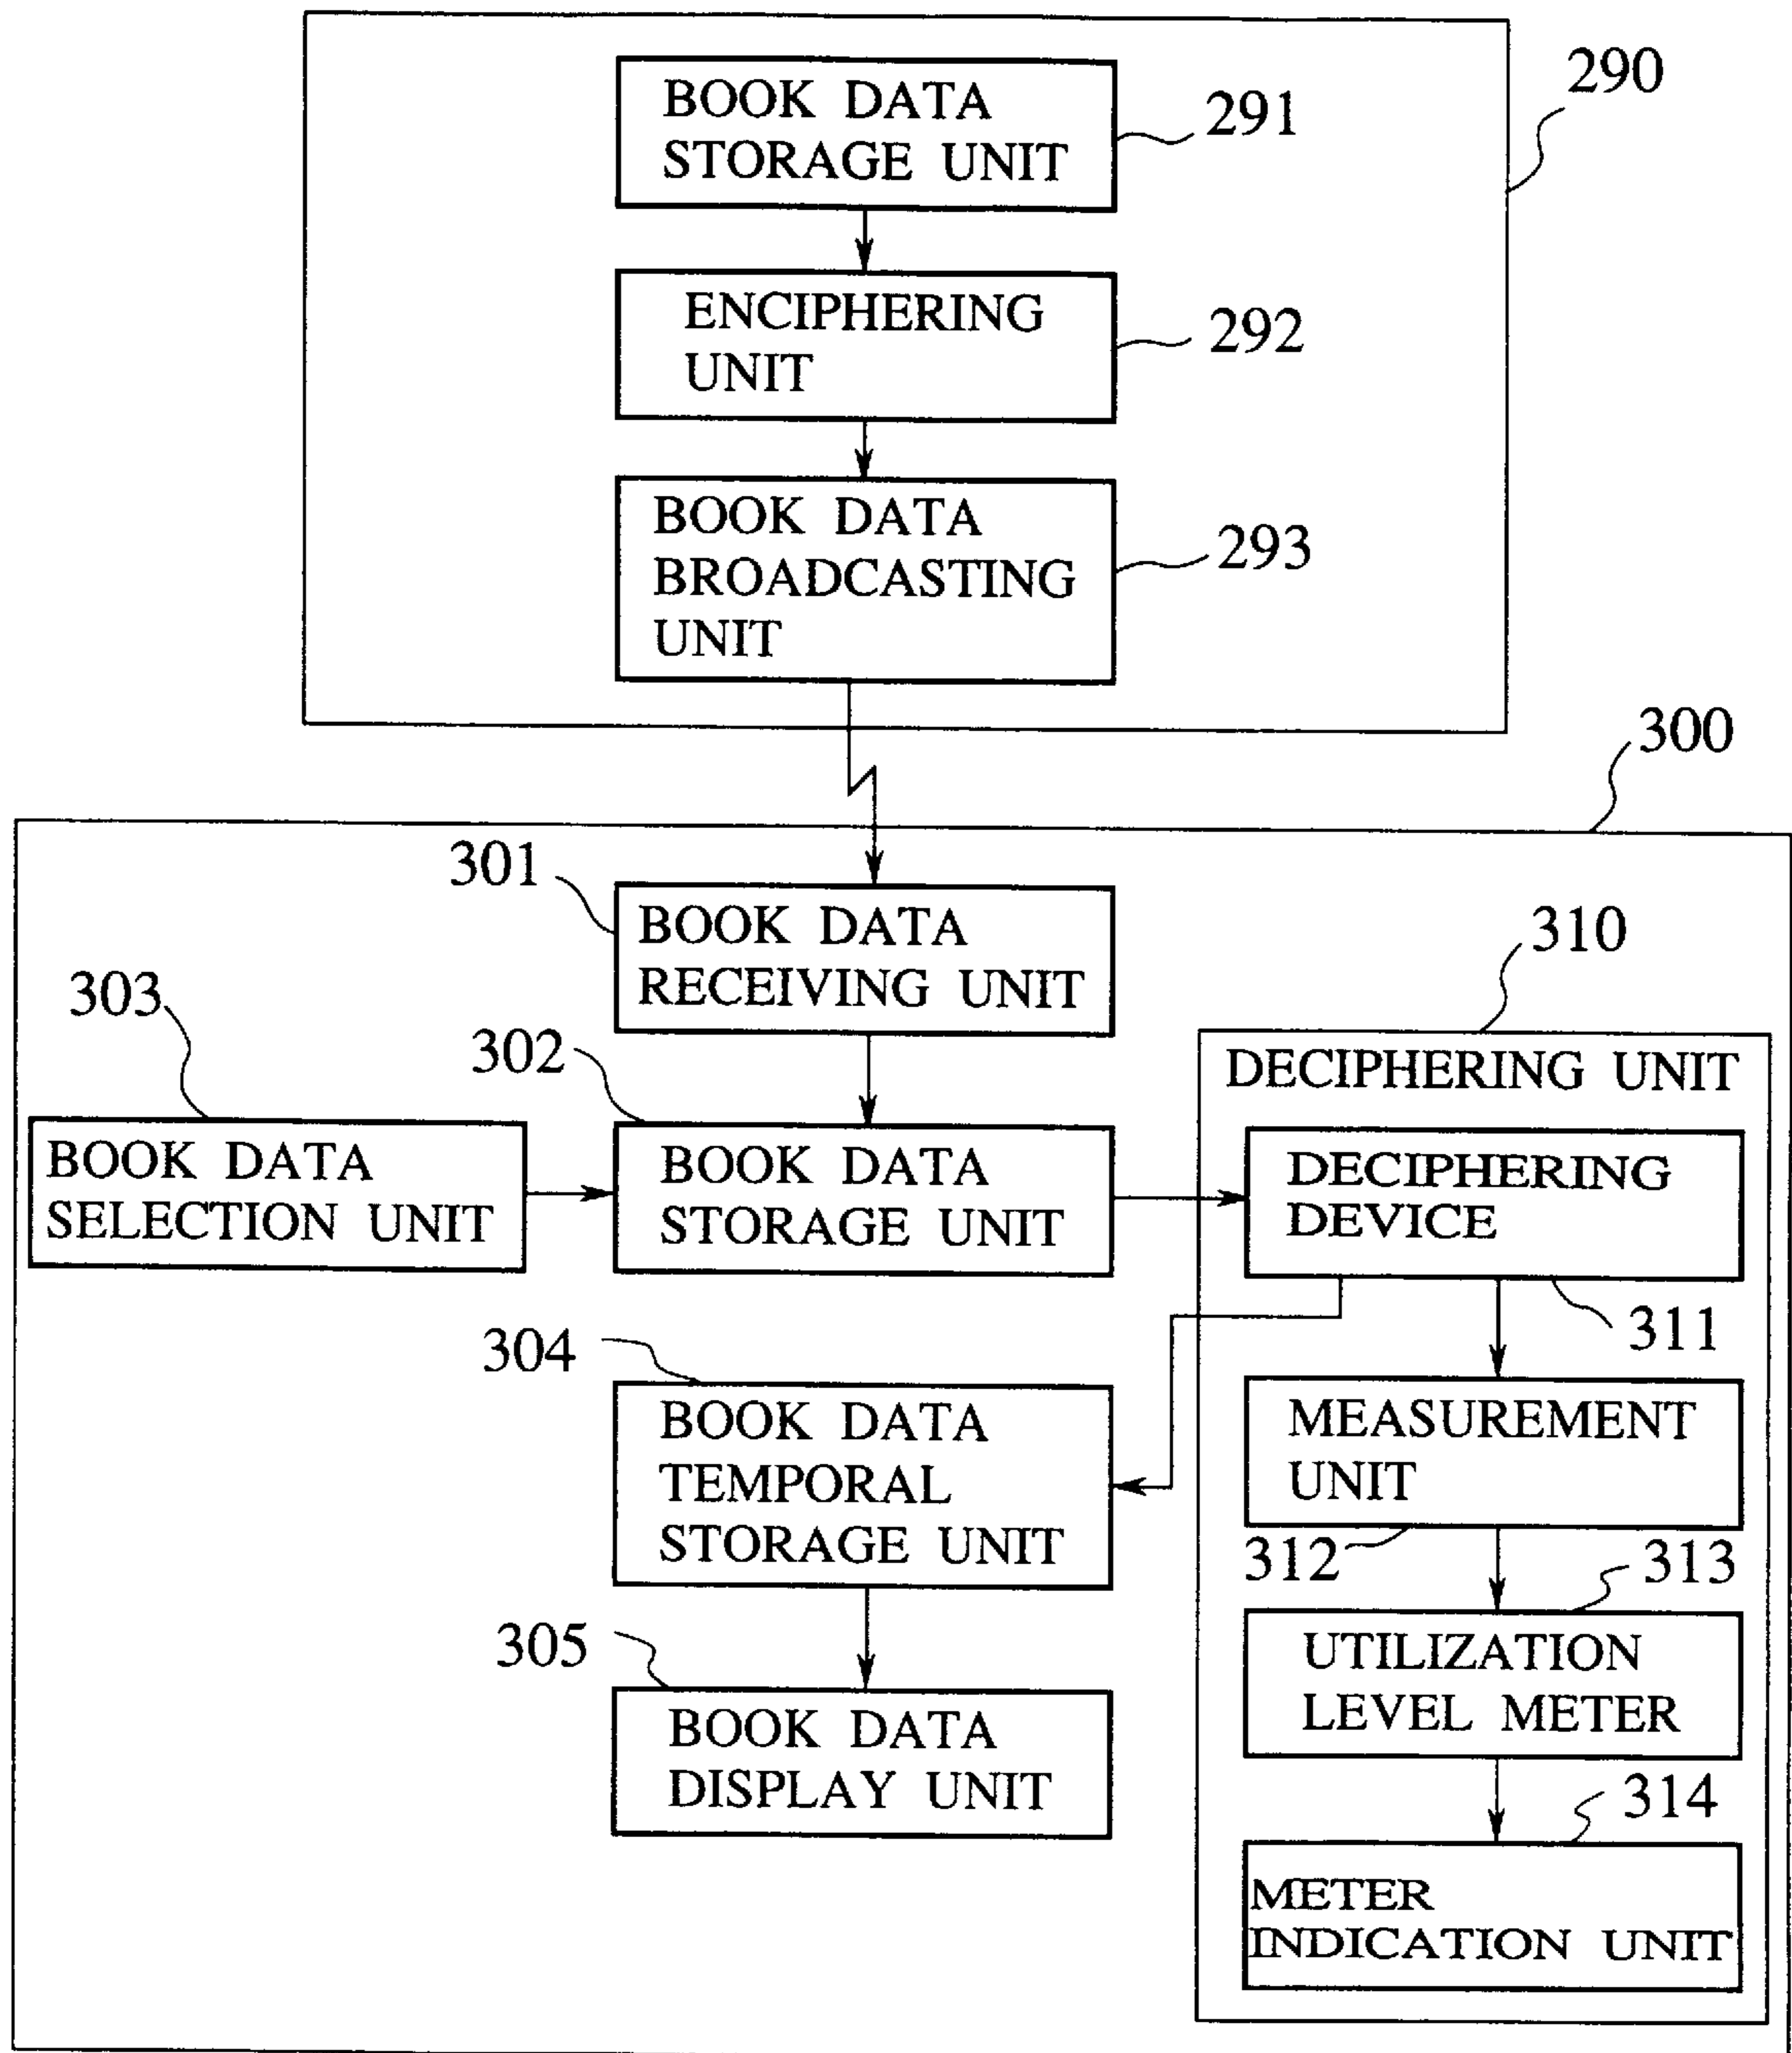 BOOK DATA
STORAGE UNIT
291
290
ENCIPHERING
UNIT
292
BOOK DATA
BROADCASTING
UNIT
293
300
301
BOOK DATA
RECEIVING UNIT
310
303
302
DECIPHERING UNIT
BOOK DATA
SELECTION UNIT
BOOK DATA
STORAGE UNIT
DECIPHERING
DEVICE
311
304
BOOK DATA
TEMPORAL
STORAGE UNIT
MEASUREMENT
UNIT
312
313
305
BOOK DATA
DISPLAY UNIT
UTILIZATION
LEVEL METER
314
METER
INDICATION UNIT